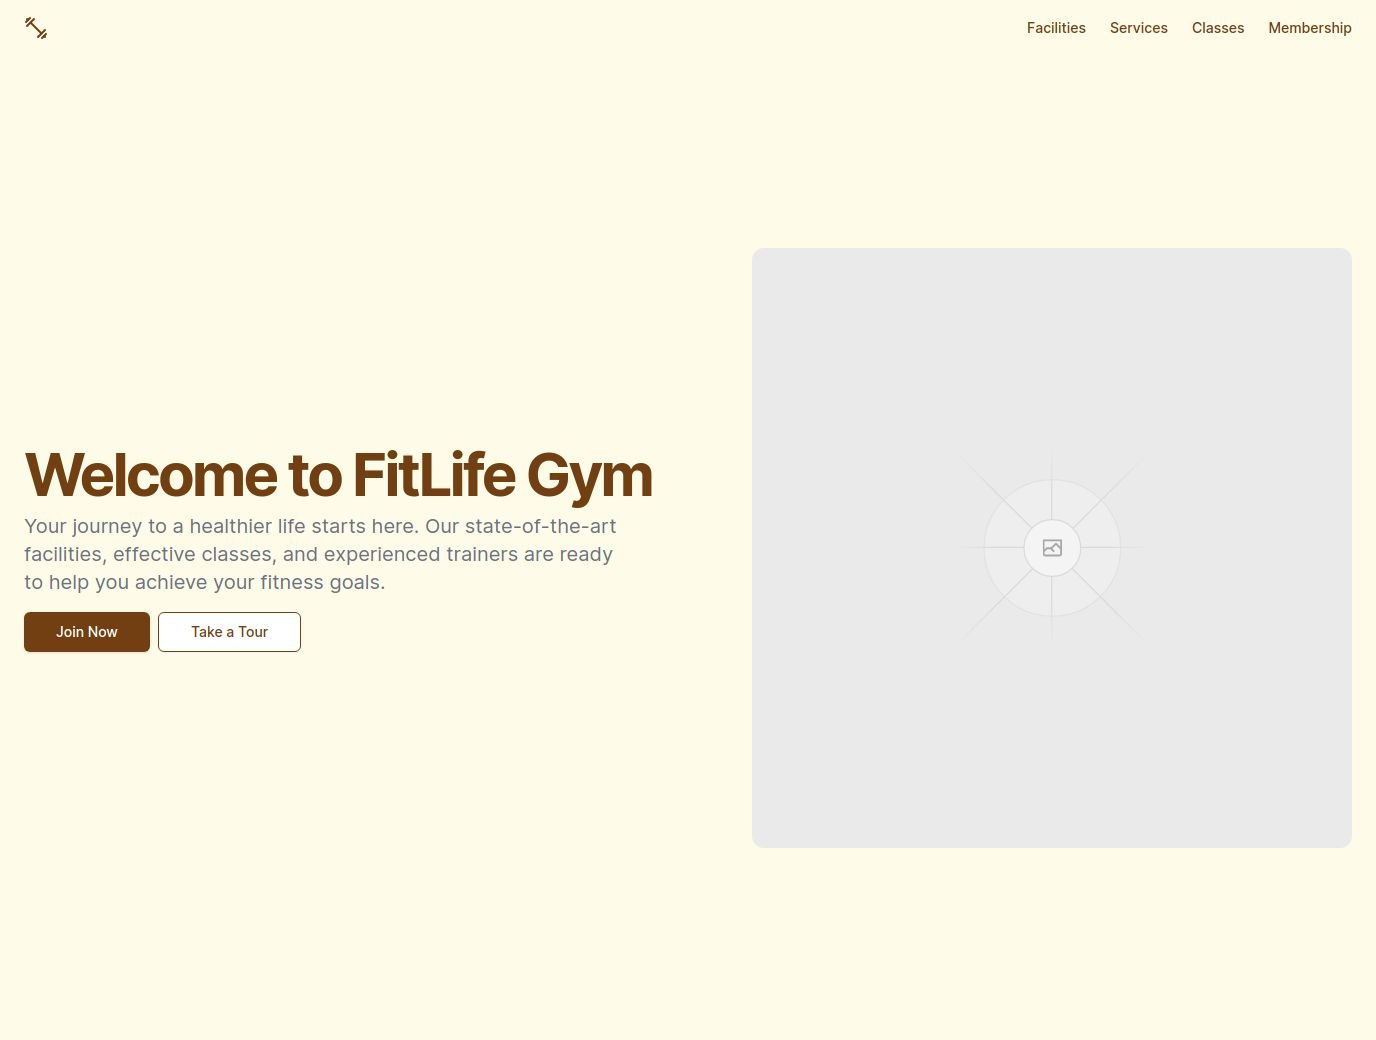 Facilities
Services
Classes
Membership
Welcome to FitLife Gym
Your journey to a healthier life starts here. Our state-of-the-art
facilities, effective classes, and experienced trainers are ready
to help you achieve your fitness goals.
Join Now
Take a Tour